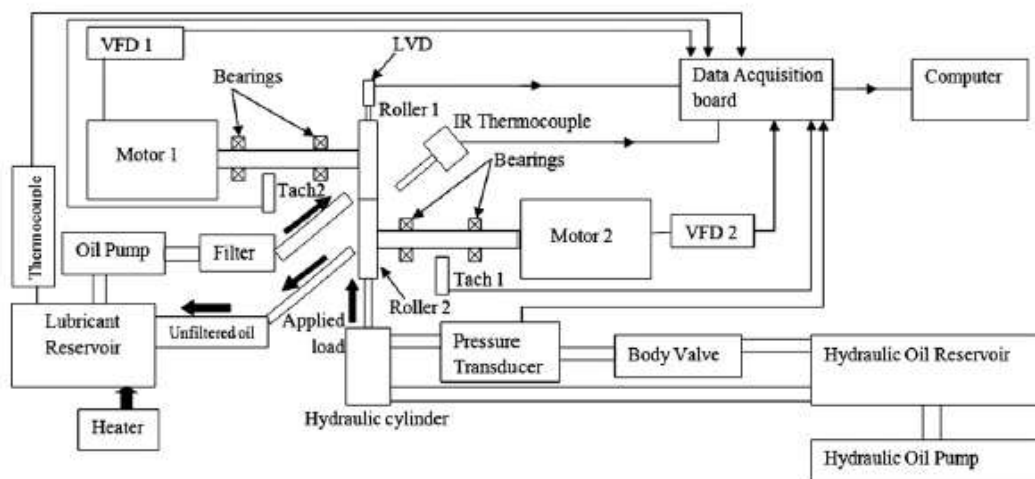 VFD 1
LVD
Bearings
Roller 1
Data Acquisition
board
Computer
IR Thermocouple
Motor 1
Bearings
Tach2
Thermocouple
Oil Pump
Filter
Motor 2
VFD 2
Tach 1
Roller 2
Lubricant
Reservoir
Unfiltered oil
Applied
load
Pressure
Transducer
Body Valve
Hydraulic Oil Reservoir
Hydraulic cylinder
Heater
Hydraulic Oil Pump